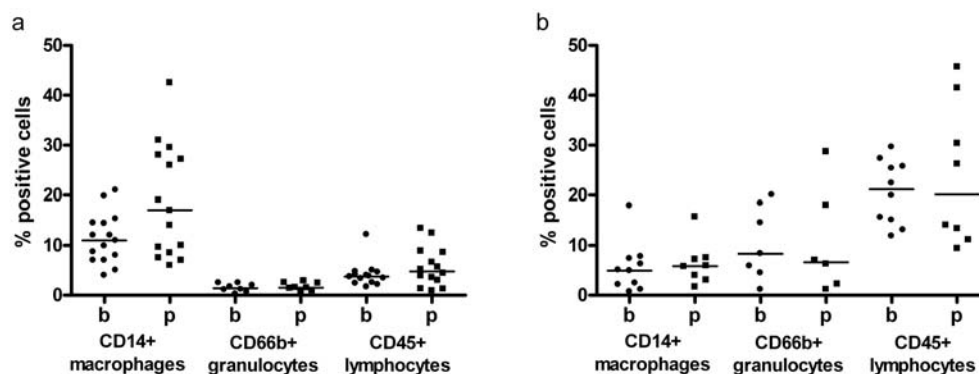 a
% positive cells
50
40
30
20
10
0
b p b p b p
CD14+ CD66b+ CD45+
macrophages granulocytes lymphocytes
b
% positive cells
50
40
30
20
10
0
b p b p b p
CD14+ CD66b+ CD45+
macrophages granulocytes lymphocytes